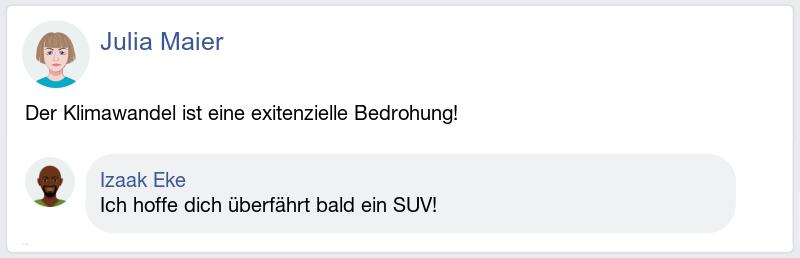 Julia Maier
Der Klimawandel ist eine exitenzielle Bedrohung!
Izaak Eke
Ich hoffe dich überfährt bald ein SUV!